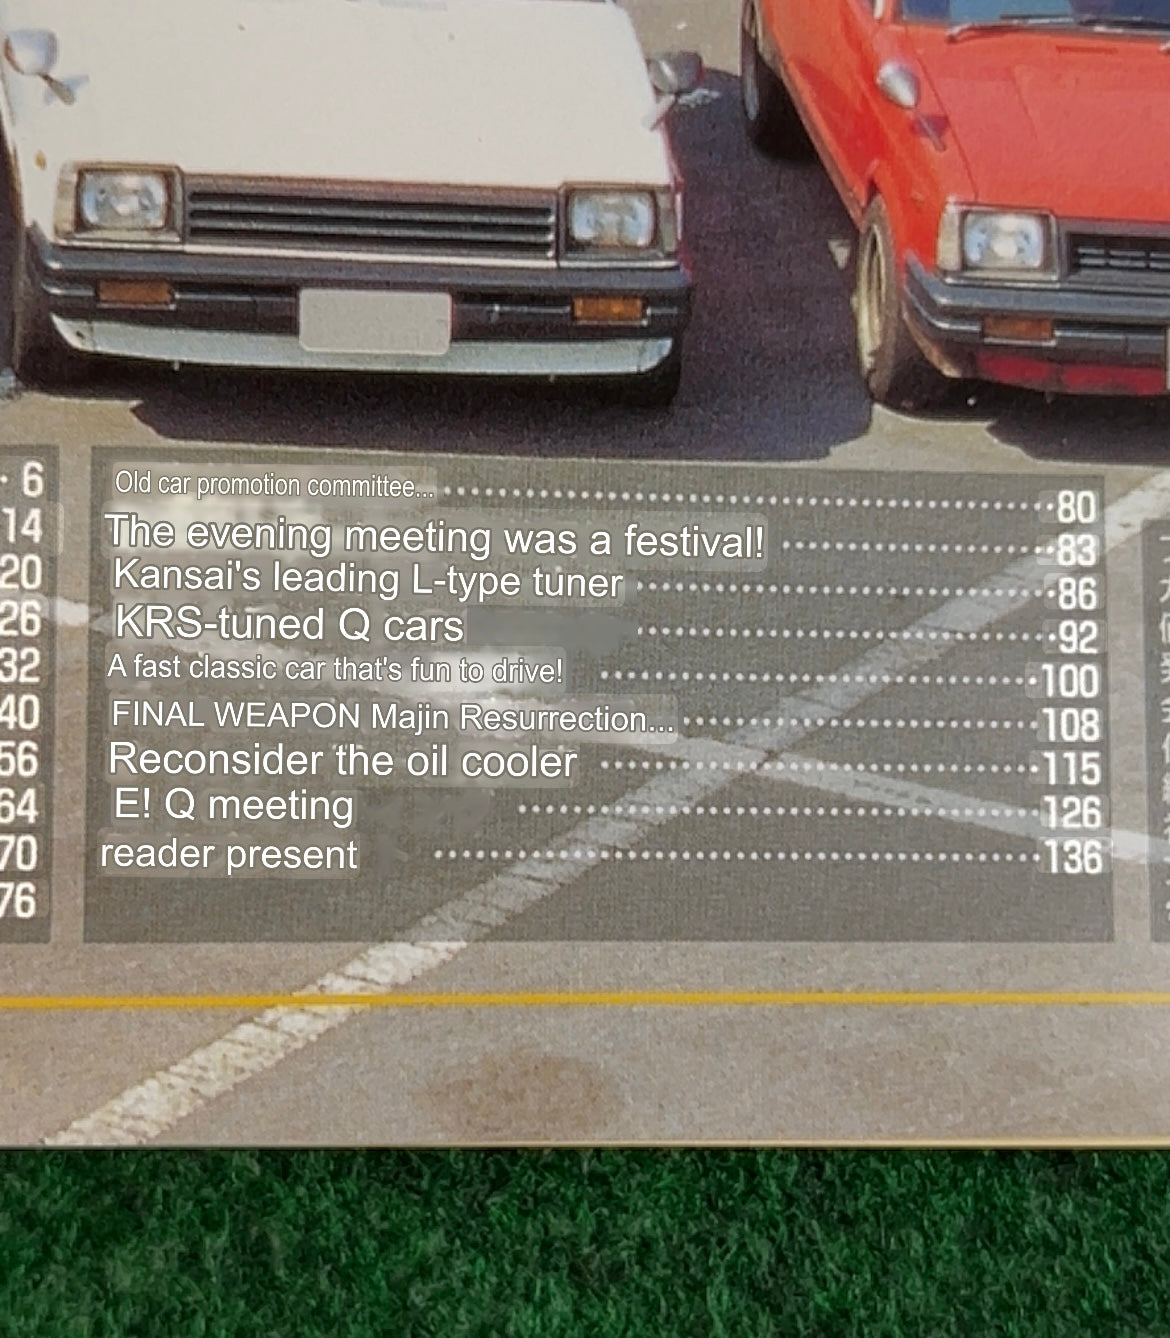 6
14
20
26
32
40
56
64
70
76
Old car promotion committee... 80
The evening meeting was a festival! 83
Kansai's leading L-type tuner 86
KRS-tuned Q cars 92
A fast classic car that's fun to drive! 100
FINAL WEAPON Majin Resurrection... 108
Reconsider the oil cooler 115
E! Q meeting 126
reader present 136